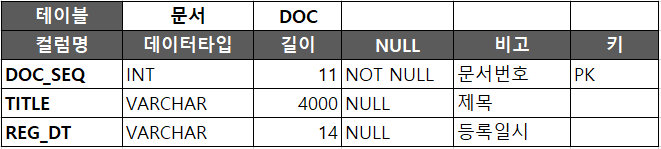 테이블 문서 DOC
컬럼명 데이터타입 길이 NULL 비고 키
DOC_SEQ INT 11 NOT NULL 문서번호 PK
TITLE VARCHAR 4000 NULL 제목
REG_DT VARCHAR 14 NULL 등록일시